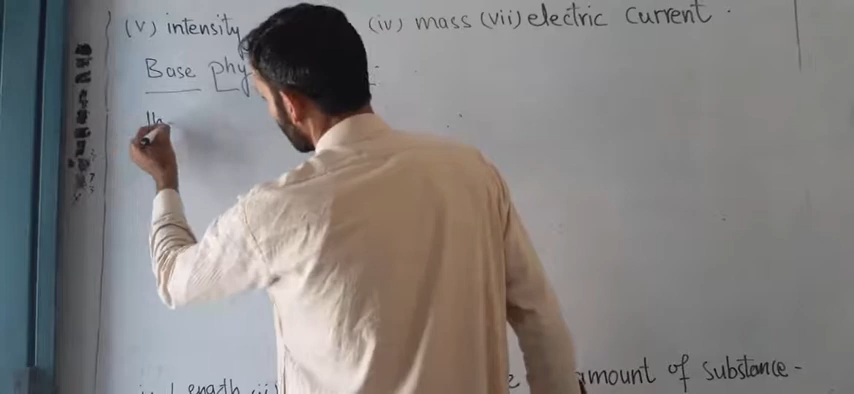 (v) intensity (iv) mass (vii) electric current.
Base phy
Th
Length (ii) amount of substance -